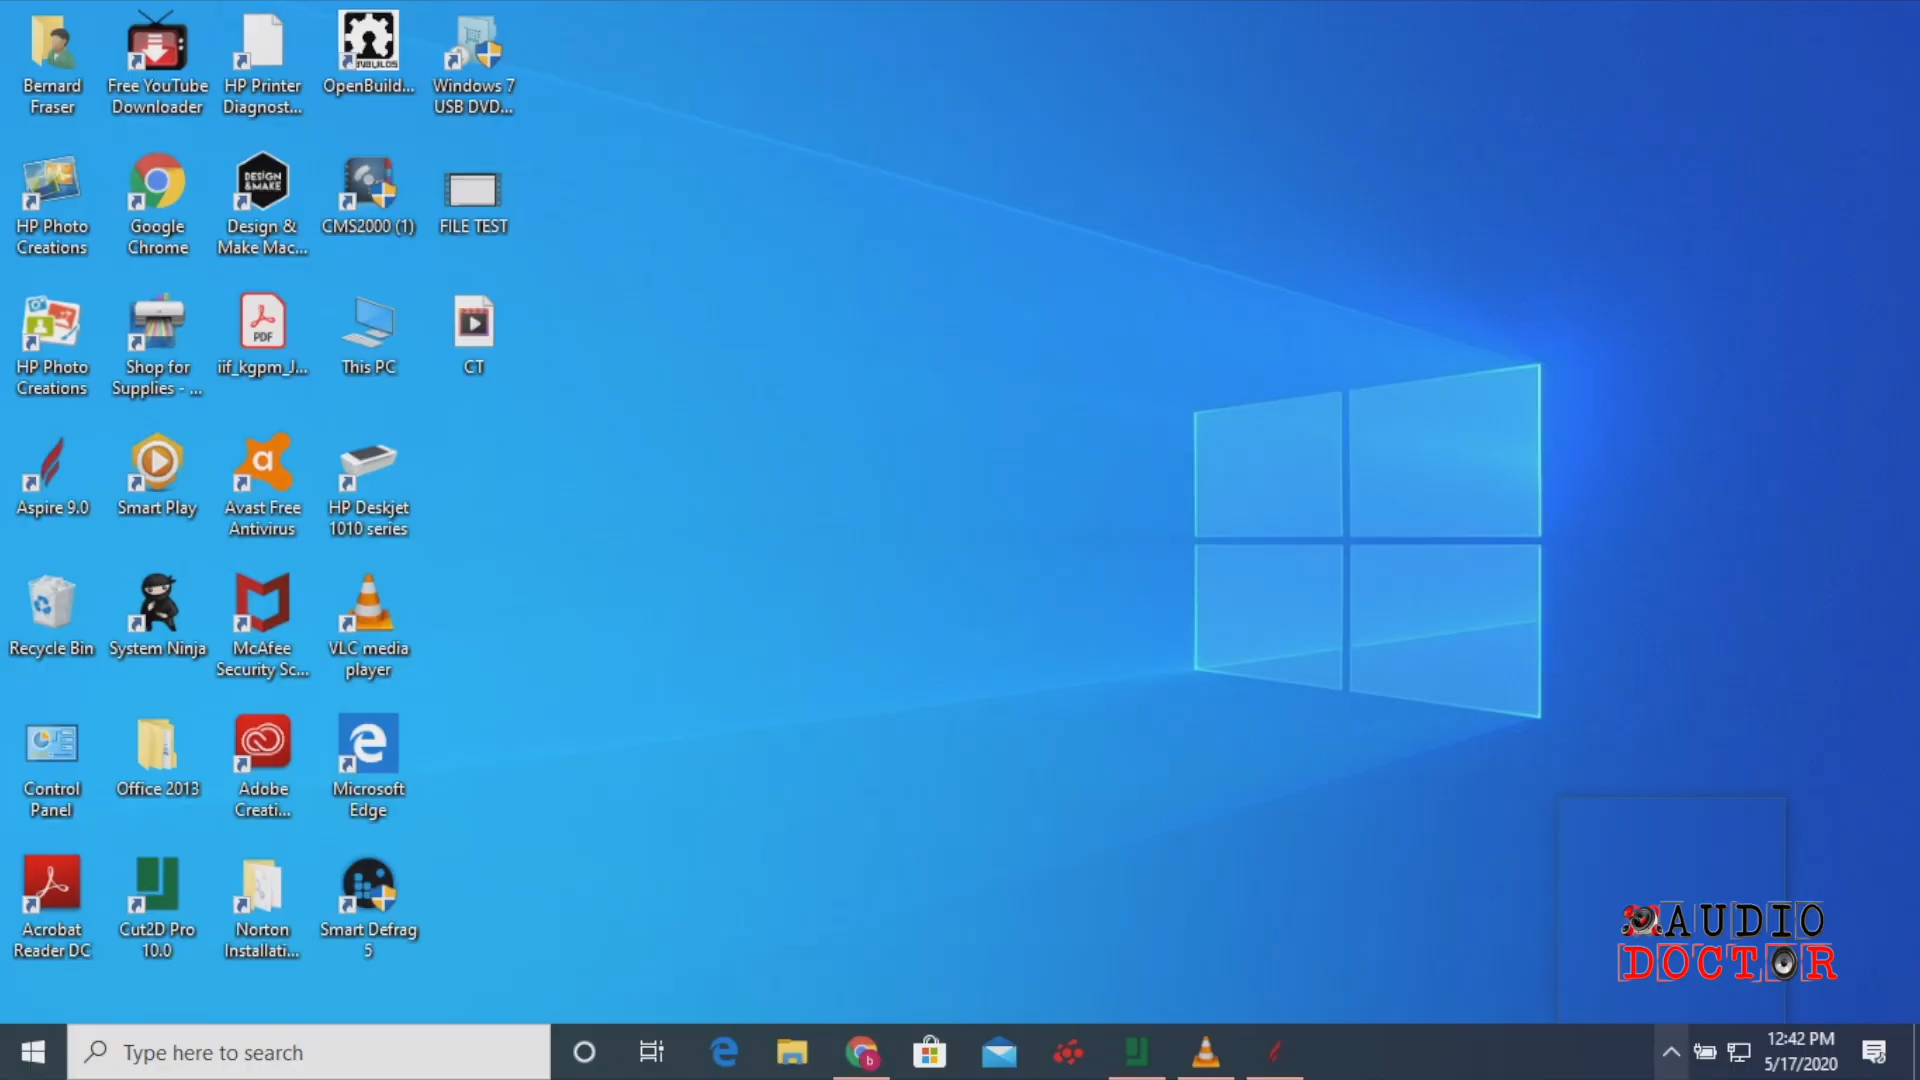 Bernard
Fraser
Free YouTube
Downloader
HP Printer
Diagnost...
OpenBuild...
Windows 7
USB DVD...
HP Photo
Creations
Google
Chrome
DESIGN
&MAKE
Design &
Make Mac...
CMS2000 (1)
FILE TEST
HP Photo
Creations
Shop for
Supplies - ...
PDF
iif_kgpm_J...
This PC
CT
Aspire 9.0
Smart Play
Avast Free
Antivirus
HP Deskjet
1010 series
Recycle Bin
System Ninja
McAfee
Security Sc...
VLC media
player
Control
Panel
Office 2013
Adobe
Creati...
Microsoft
Edge
Acrobat
Reader DC
Cut2D Pro
10.0
Norton
Installati...
Smart Defrag
5
AUDIO
DOCTOR
Type here to search
b
12:42 PM
5/17/2020